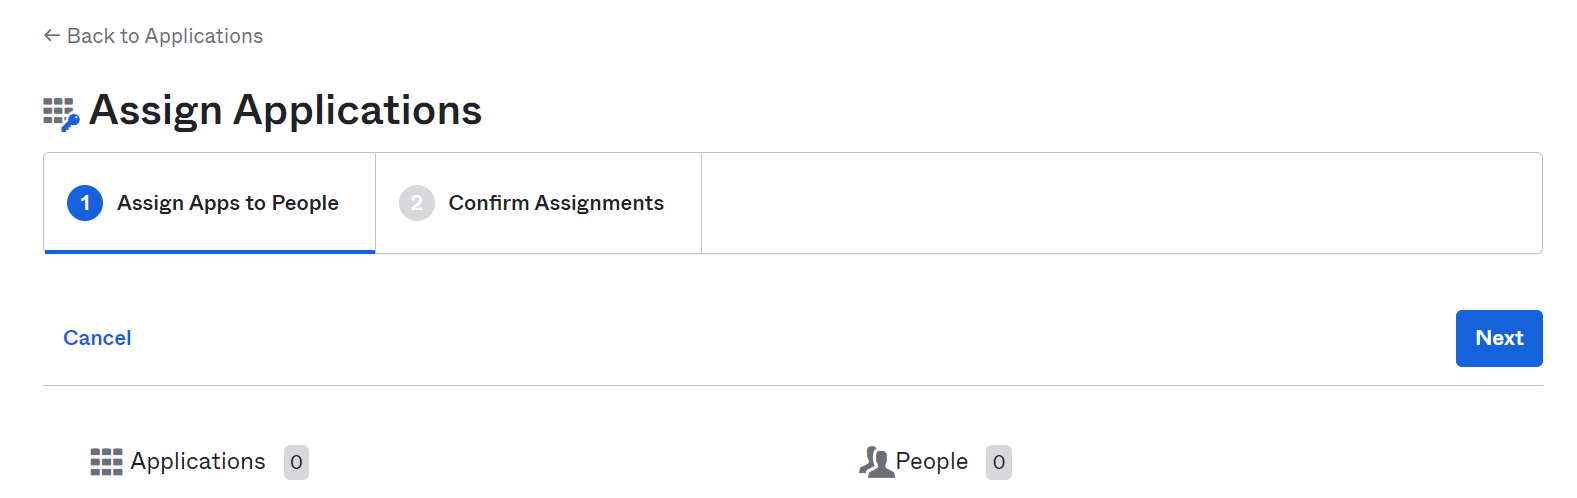 ← Back to Applications
Assign Applications
1 Assign Apps to People 2 Confirm Assignments
Cancel Next
Applications 0 People 0